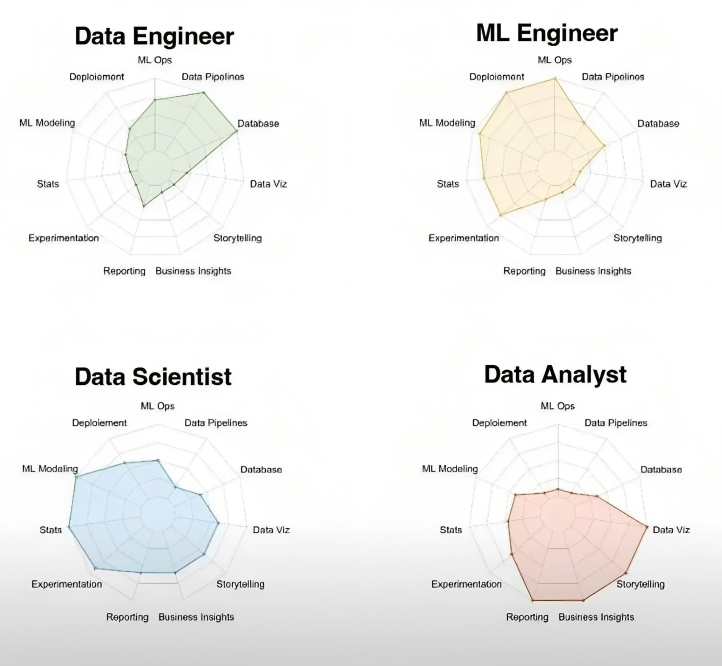 Data Engineer
ML Ops
Deploiement
Data Pipelines
ML Modeling
Database
Stats
Data Viz
Experimentation
Storytelling
Reporting
Business Insights
ML Engineer
ML Ops
Deploiement
Data Pipelines
ML Modeling
Database
Stats
Data Viz
Experimentation
Storytelling
Reporting
Business Insights
Data Scientist
ML Ops
Deploiement
Data Pipelines
ML Modeling
Database
Stats
Data Viz
Experimentation
Storytelling
Reporting
Business Insights
Data Analyst
ML Ops
Deploiement
Data Pipelines
ML Modeling
Database
Stats
Data Viz
Experimentation
Storytelling
Reporting
Business Insights